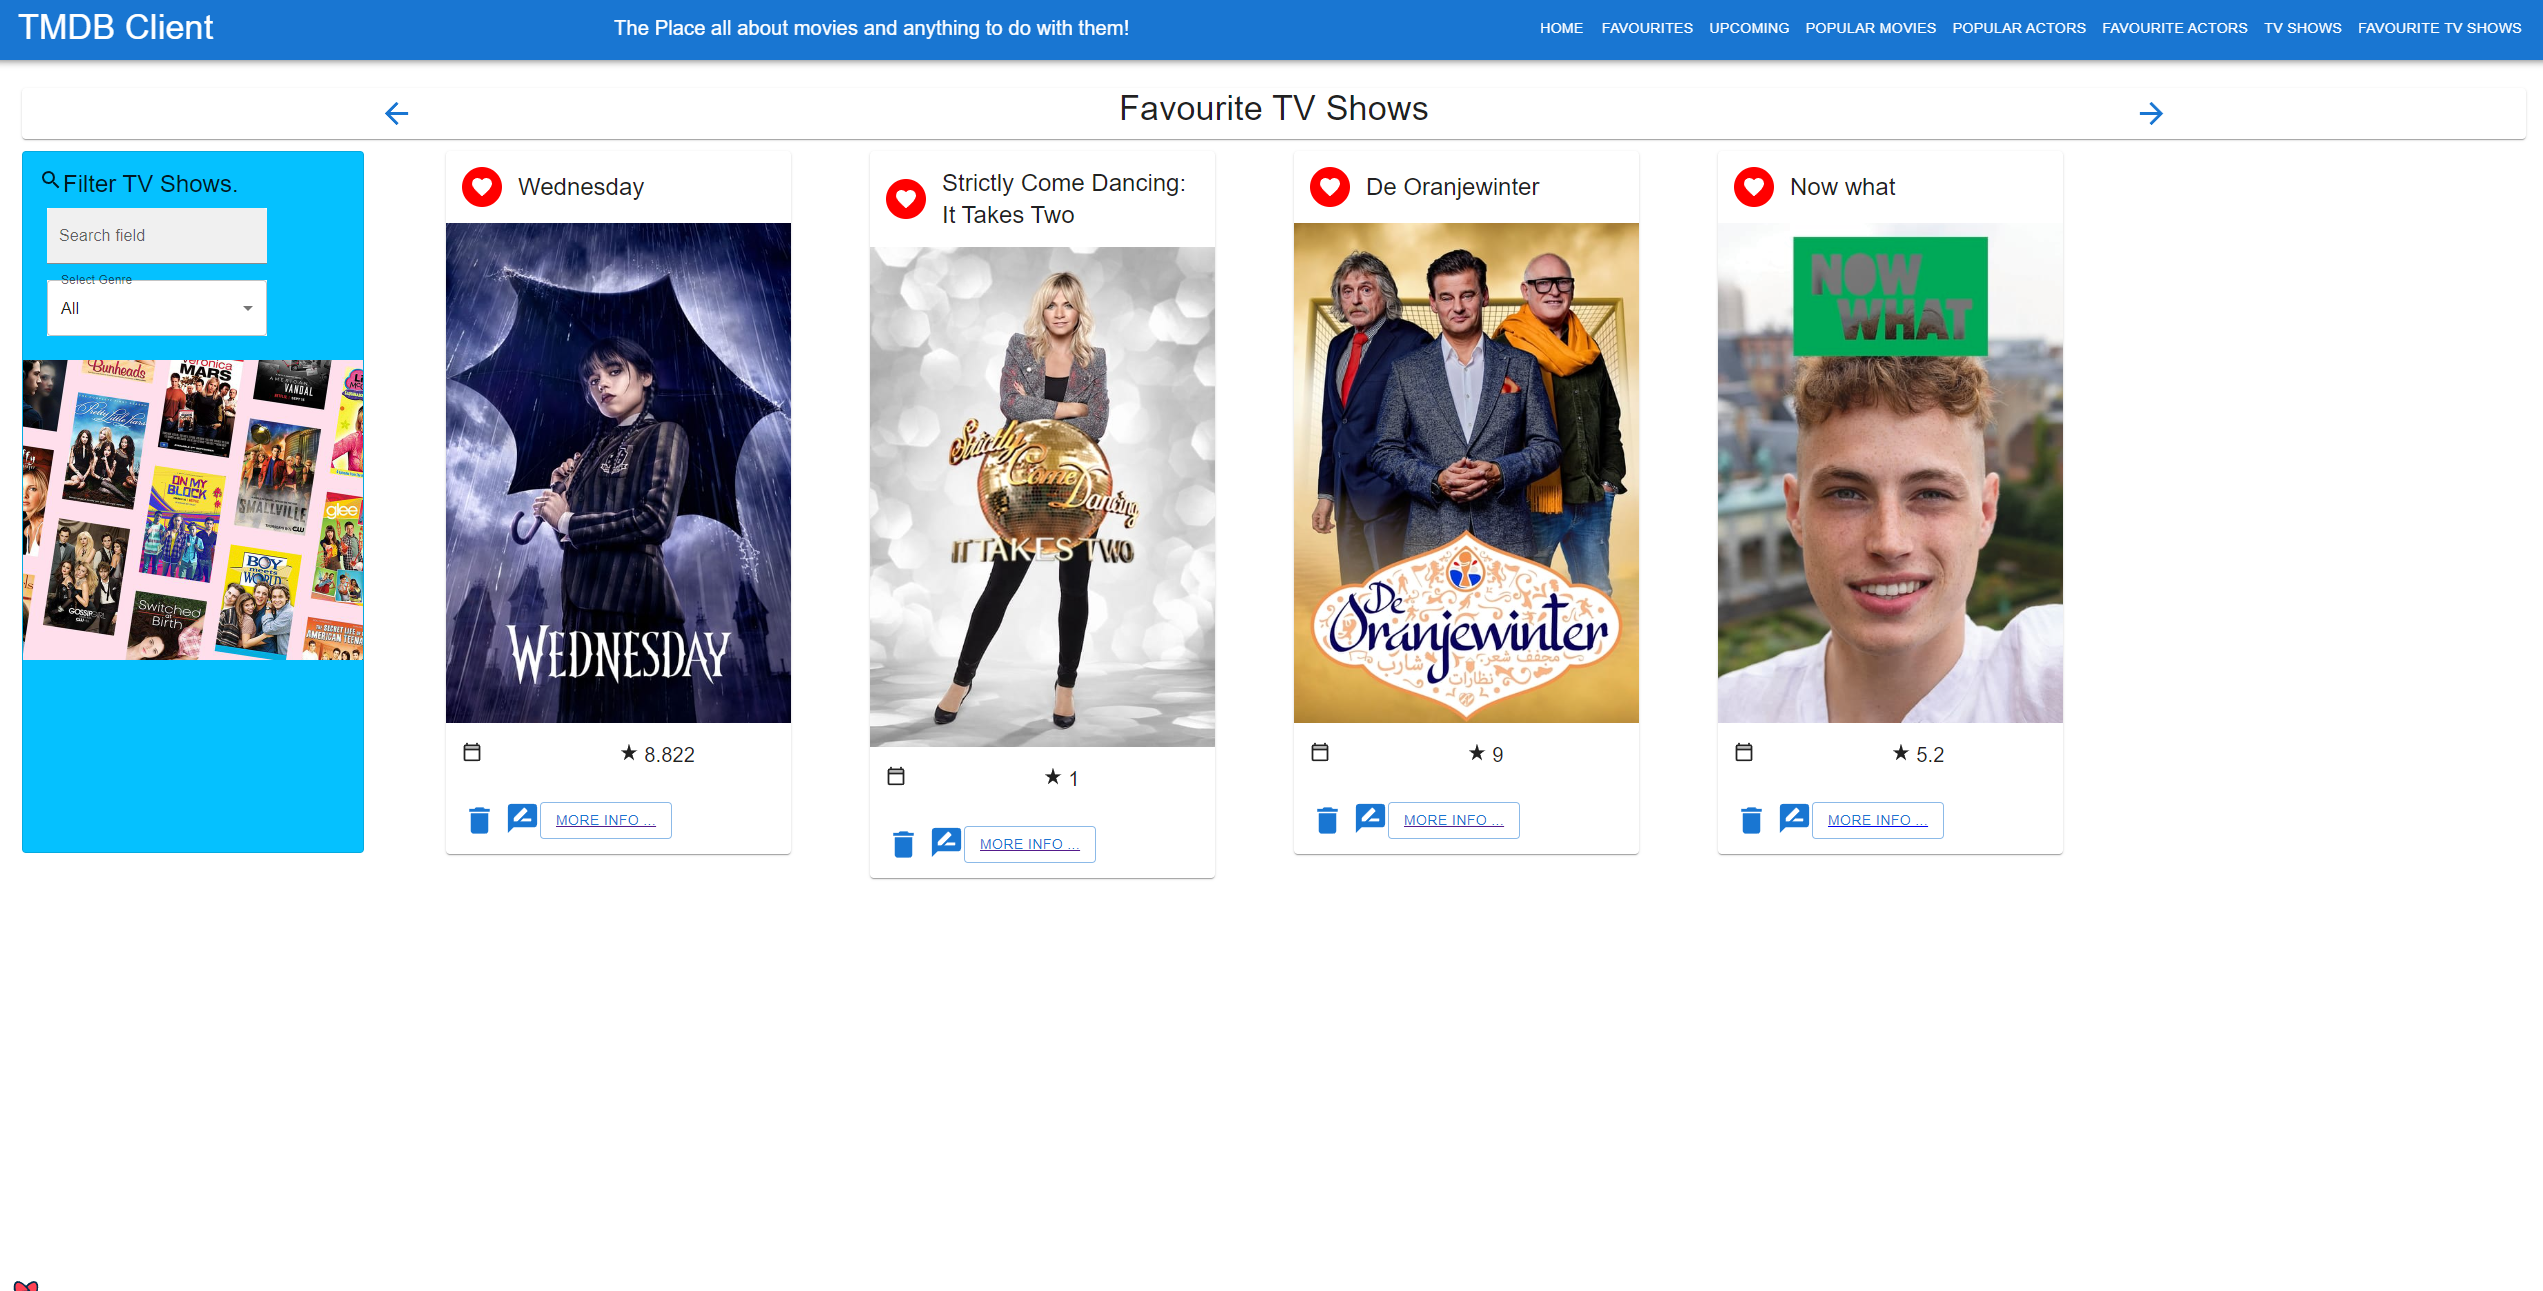 TMDB Client
The Place all about movies and anything to do with them!
HOME FAVOURITES UPCOMING POPULAR MOVIES POPULAR ACTORS FAVOURITE ACTORS TV SHOWS FAVOURITE TV SHOWS
Favourite TV Shows
Filter TV Shows.
Search field
Select Genre
All
Bunheads
veronica
MARS
AMERICAN
VANDAL
Pretty Little Liars
ON MY
BLOCK
SMALLVILLE
glee
GOSSIP GIRL
BOY
MEETS
WORLD
Switched
at
Birth
THE SECRET LIFE
AMERICAN TEENA
Wednesday
WEDNESDAY
8.822
MORE INFO ...
Strictly Come Dancing:
It Takes Two
Strictly
Come
Dancing
IT TAKES TWO
1
MORE INFO ...
De Oranjewinter
De
Oranjewinter
9
MORE INFO ...
Now what
NOW
WHAT
5.2
MORE INFO ...